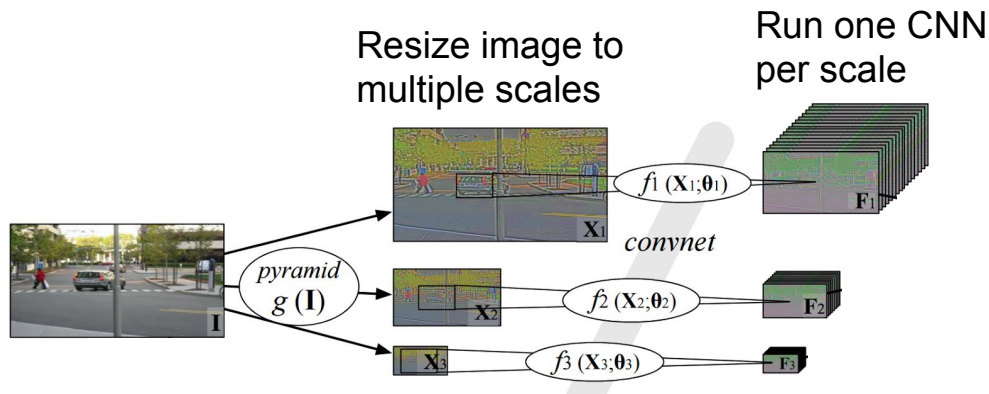 Resize image to
multiple scales
Run one CNN
per scale
I
pyramid
g (I)
X1
f1 (X1;θ1)
convnet
F1
X2
f2 (X2;θ2)
F2
X3
f3 (X3;θ3)
F3